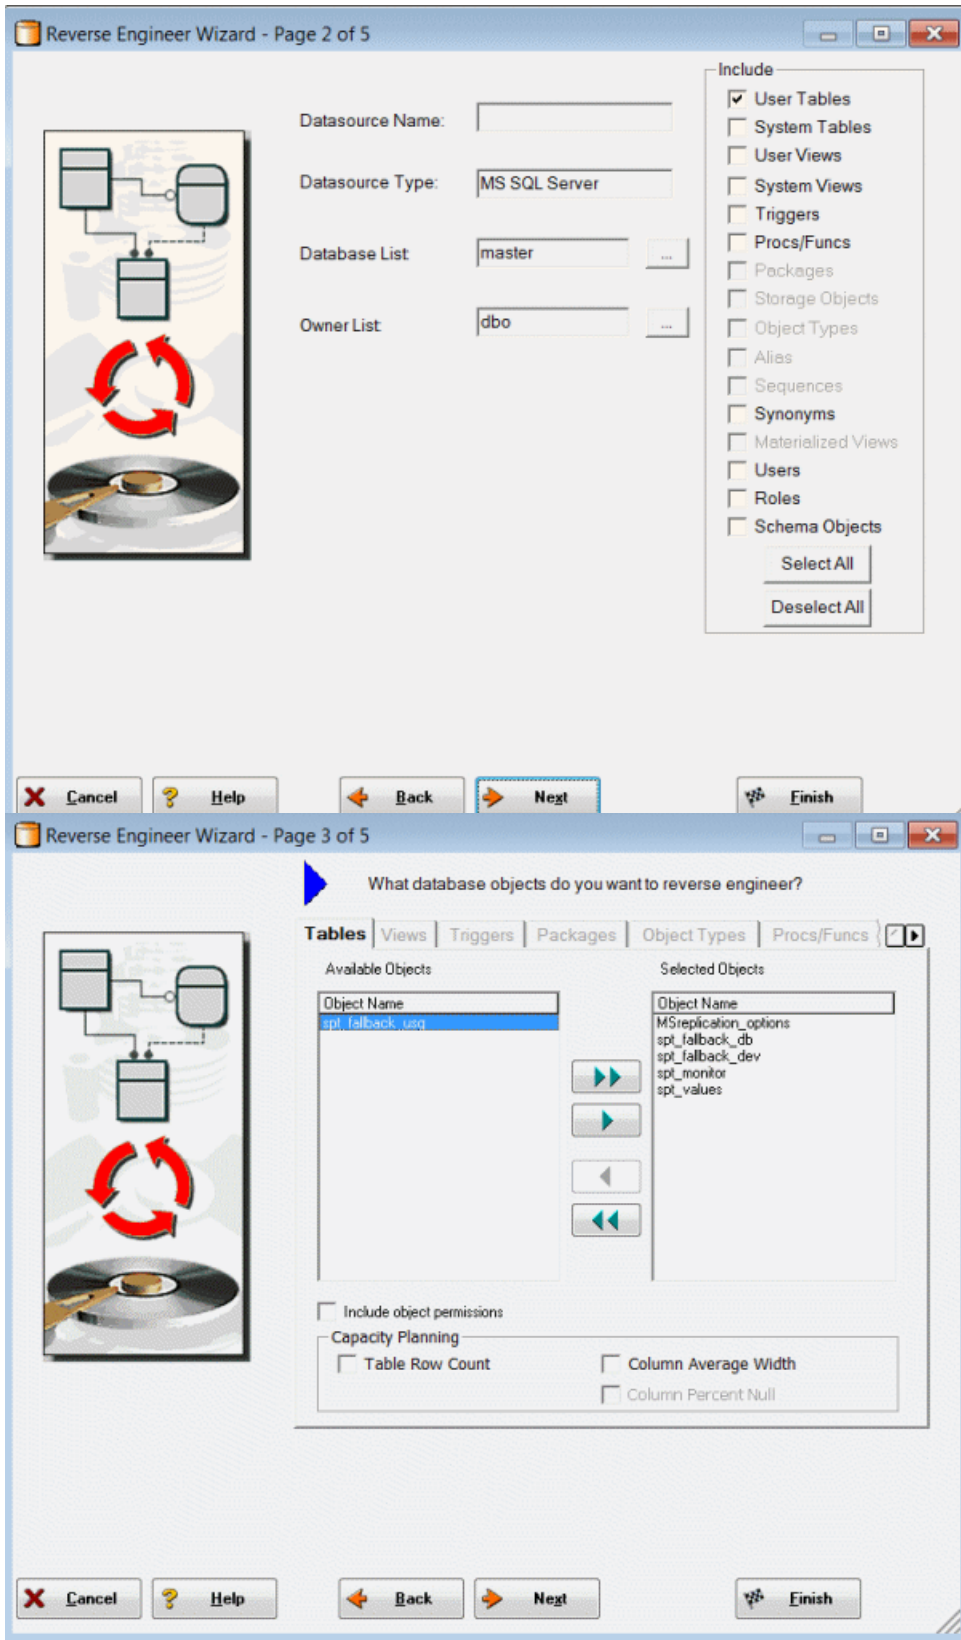 Reverse Engineer Wizard - Page 2 of 5
Include
User Tables
Datasource Name:
System Tables
User Views
Datasource Type: MS SQL Server
System Views
Triggers
Procs/Funcs
Database List master ...
Packages
Storage Objects
Owner List: dbo ...
Object Types
Alias
Sequences
Synonyms
Materialized Views
Users
Roles
Schema Objects
Select All
Deselect All
Cancel Help Back Next Finish
Reverse Engineer Wizard - Page 3 of 5
What database objects do you want to reverse engineer?
Tables Views Triggers Packages Object Types Procs/Funcs
Available Objects Selected Objects
Object Name Object Name
spt_fallback_usg MSreplication_options
spt_fallback_db
spt_fallback_dev
spt_monitor
spt_values
Include object permissions
Capacity Planning
Table Row Count Column Average Width
Column Percent Null
Cancel Help Back Next Finish